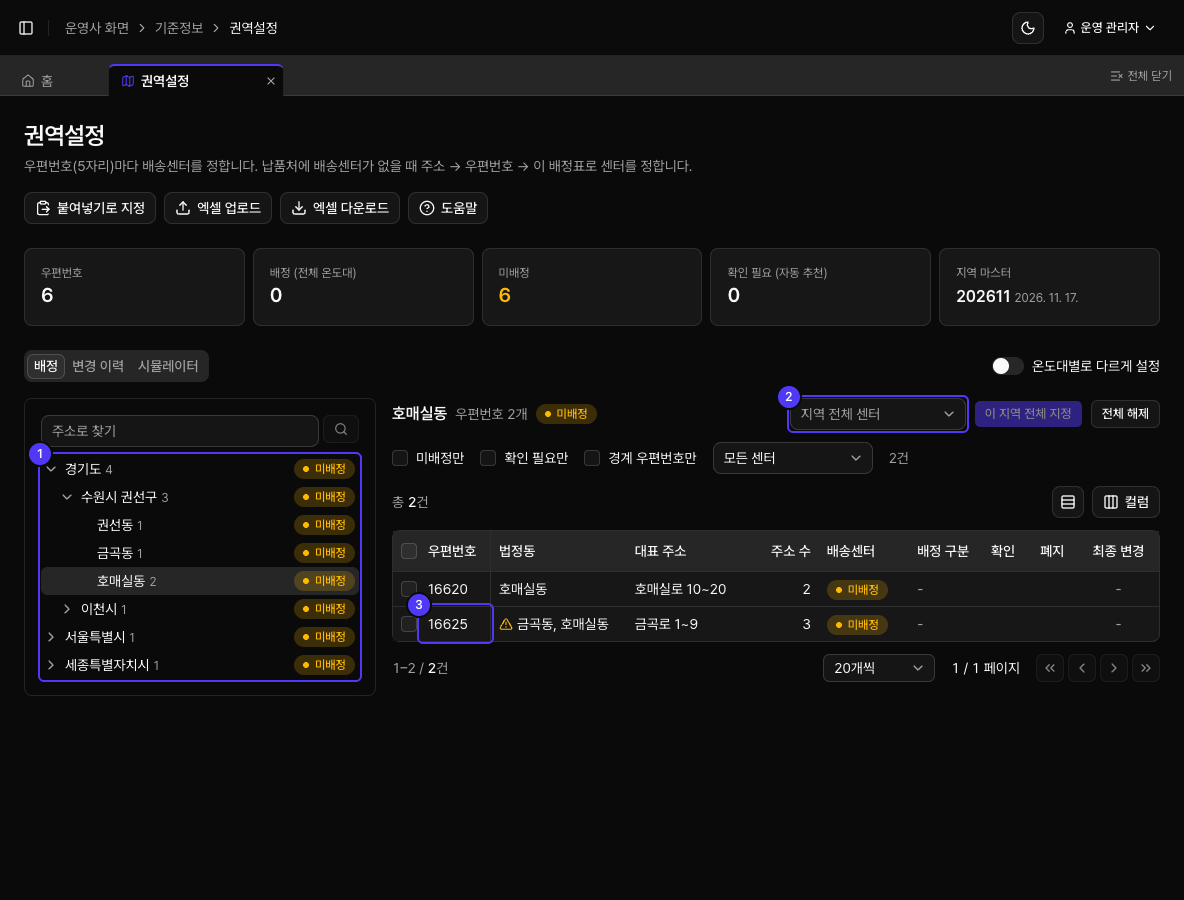 운영사 화면 > 기준정보 > 권역설정
운영 관리자
홈
권역설정
전체 닫기
권역설정
우편번호(5자리)마다 배송센터를 정합니다. 납품처에 배송센터가 없을 때 주소 → 우편번호 → 이 배정표로 센터를 정합니다.
붙여넣기로 지정
엑셀 업로드
엑셀 다운로드
도움말
우편번호
6
배정 (전체 온도대)
0
미배정
6
확인 필요 (자동 추천)
0
지역 마스터
202611 2026. 11. 17.
배정 변경 이력 시뮬레이터
온도대별로 다르게 설정
주소로 찾기
1
경기도 4 미배정
수원시 권선구 3 미배정
권선동 1 미배정
금곡동 1 미배정
호매실동 2 미배정
이천시 1 미배정
서울특별시 1 미배정
세종특별자치시 1 미배정
호매실동 우편번호 2개 미배정
2
지역 전체 센터
이 지역 전체 지정
전체 해제
미배정만 확인 필요만 경계 우편번호만 모든 센터 2건
총 2건
컬럼
우편번호 법정동 대표 주소 주소 수 배송센터 배정 구분 확인 폐지 최종 변경
16620 호매실동 호매실로 10~20 2 미배정 - -
3
16625 금곡동, 호매실동 금곡로 1~9 3 미배정 - -
1–2 / 2건
20개씩
1 / 1 페이지